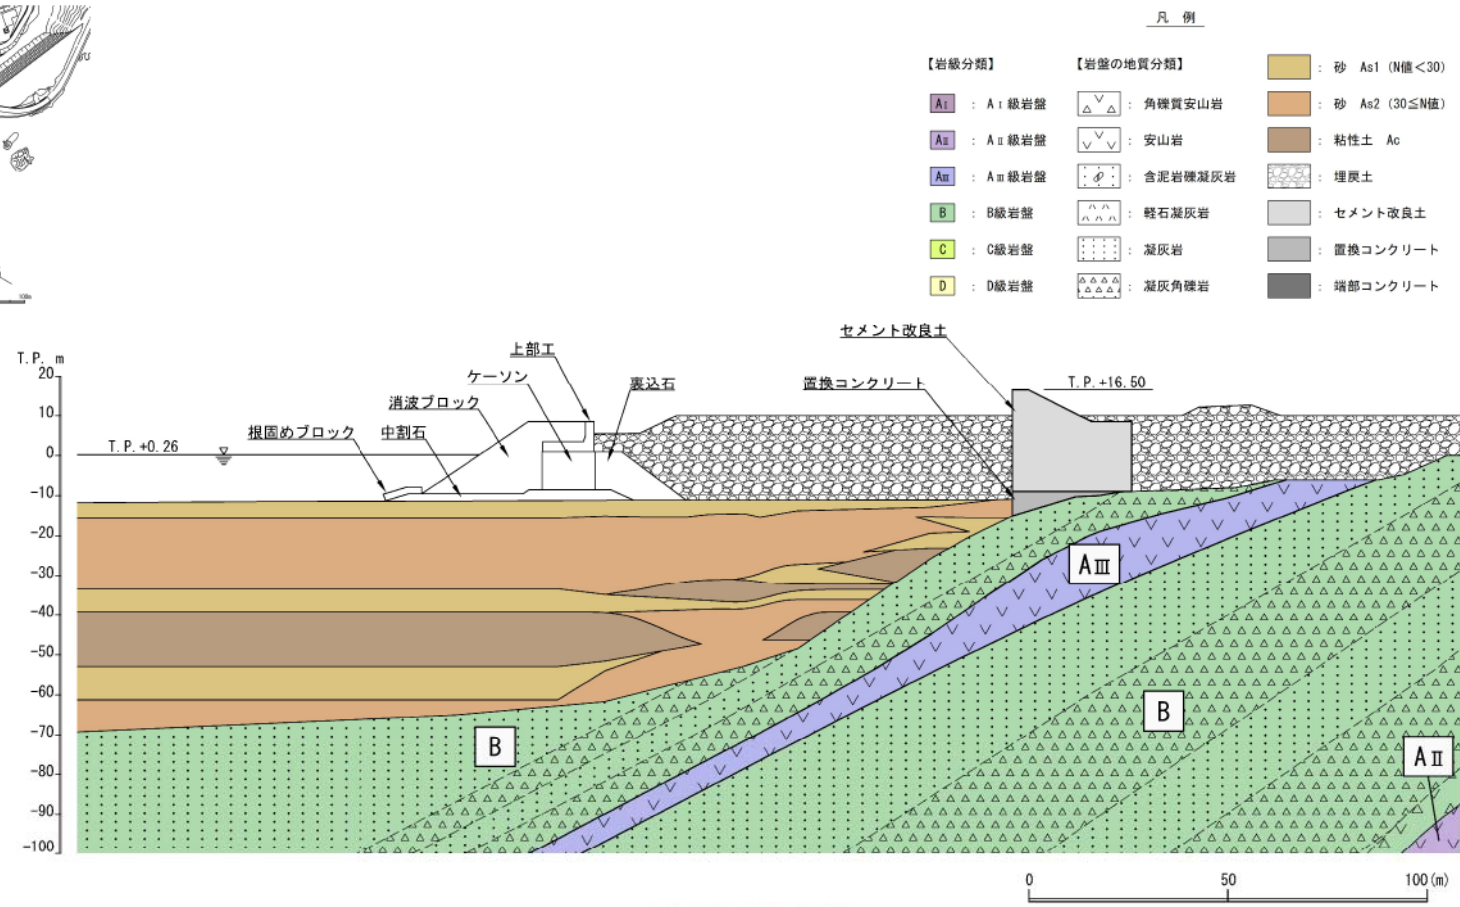 凡 例
【岩級分類】
AⅠ : AⅠ級岩盤
AⅡ : AⅡ級岩盤
AⅢ : AⅢ級岩盤
B : B級岩盤
C : C級岩盤
D : D級岩盤
【岩盤の地質分類】
: 角礫質安山岩
: 安山岩
: 含泥岩礫凝灰岩
: 軽石凝灰岩
: 凝灰岩
: 凝灰角礫岩
: 砂 As1 (N値<30)
: 砂 As2 (30≦N値)
: 粘性土 Ac
: 埋戻土
: セメント改良土
: 置換コンクリート
: 端部コンクリート
100m
T.P. m
20
10
0
-10
-20
-30
-40
-50
-60
-70
-80
-90
-100
T.P.+0.26
根固めブロック
中割石
消波ブロック
ケーソン
上部工
裏込石
置換コンクリート
セメント改良土
T.P.+16.50
AⅢ
B
B
AⅡ
0 50 100(m)